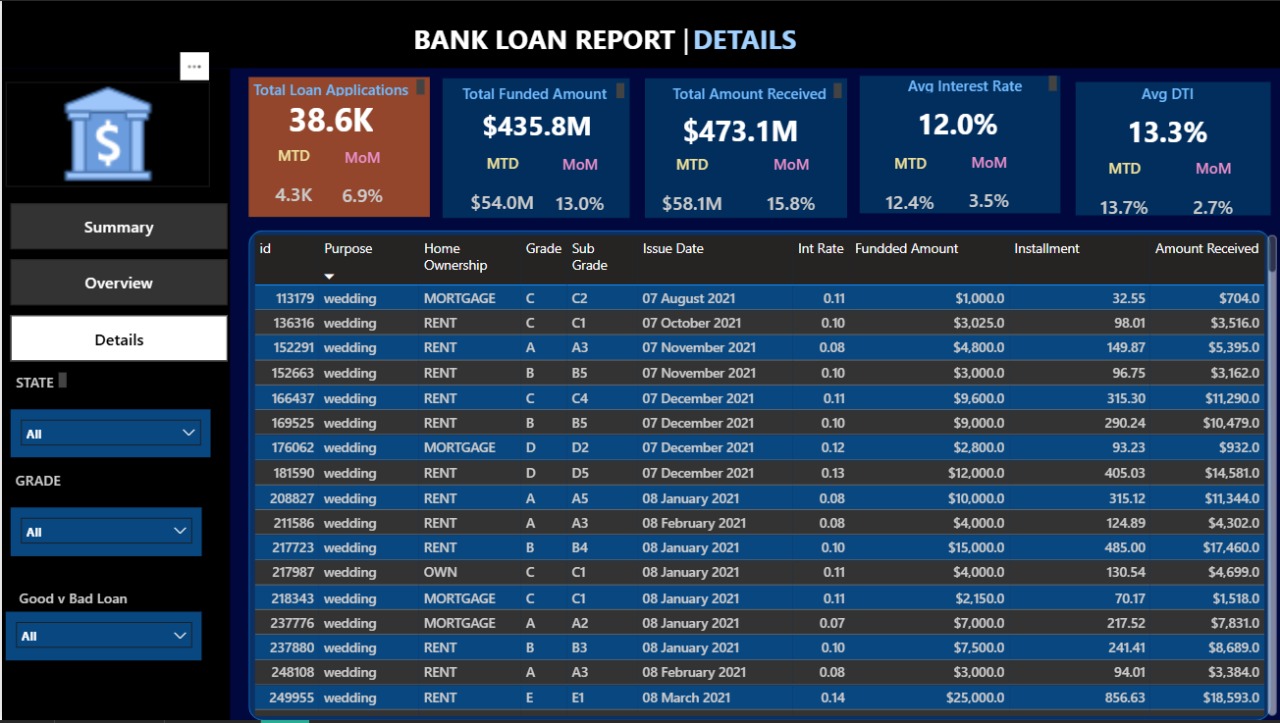 BANK LOAN REPORT | DETAILS
...
$
Summary
Overview
Details
STATE
All
GRADE
All
Good v Bad Loan
All
Total Loan Applications
38.6K
MTD MoM
4.3K 6.9%
Total Funded Amount
$435.8M
MTD MoM
$54.0M 13.0%
Total Amount Received
$473.1M
MTD MoM
$58.1M 15.8%
Avg Interest Rate
12.0%
MTD MoM
12.4% 3.5%
Avg DTI
13.3%
MTD MoM
13.7% 2.7%
id Purpose Home Ownership Grade Sub Grade Issue Date Int Rate Fundded Amount Installment Amount Received
113179 wedding MORTGAGE C C2 07 August 2021 0.11 $1,000.0 32.55 $704.0
136316 wedding RENT C C1 07 October 2021 0.10 $3,025.0 98.01 $3,516.0
152291 wedding RENT A A3 07 November 2021 0.08 $4,800.0 149.87 $5,395.0
152663 wedding RENT B B5 07 November 2021 0.10 $3,000.0 96.75 $3,162.0
166437 wedding RENT C C4 07 December 2021 0.11 $9,600.0 315.30 $11,290.0
169525 wedding RENT B B5 07 December 2021 0.10 $9,000.0 290.24 $10,479.0
176062 wedding MORTGAGE D D2 07 December 2021 0.12 $2,800.0 93.23 $932.0
181590 wedding RENT D D5 07 December 2021 0.13 $12,000.0 405.03 $14,581.0
208827 wedding RENT A A5 08 January 2021 0.08 $10,000.0 315.12 $11,344.0
211586 wedding RENT A A3 08 February 2021 0.08 $4,000.0 124.89 $4,302.0
217723 wedding RENT B B4 08 January 2021 0.10 $15,000.0 485.00 $17,460.0
217987 wedding OWN C C1 08 January 2021 0.11 $4,000.0 130.54 $4,699.0
218343 wedding MORTGAGE C C1 08 January 2021 0.11 $2,150.0 70.17 $1,518.0
237776 wedding MORTGAGE A A2 08 January 2021 0.07 $7,000.0 217.52 $7,831.0
237880 wedding RENT B B3 08 January 2021 0.10 $7,500.0 241.41 $8,689.0
248108 wedding RENT A A3 08 February 2021 0.08 $3,000.0 94.01 $3,384.0
249955 wedding RENT E E1 08 March 2021 0.14 $25,000.0 856.63 $18,593.0